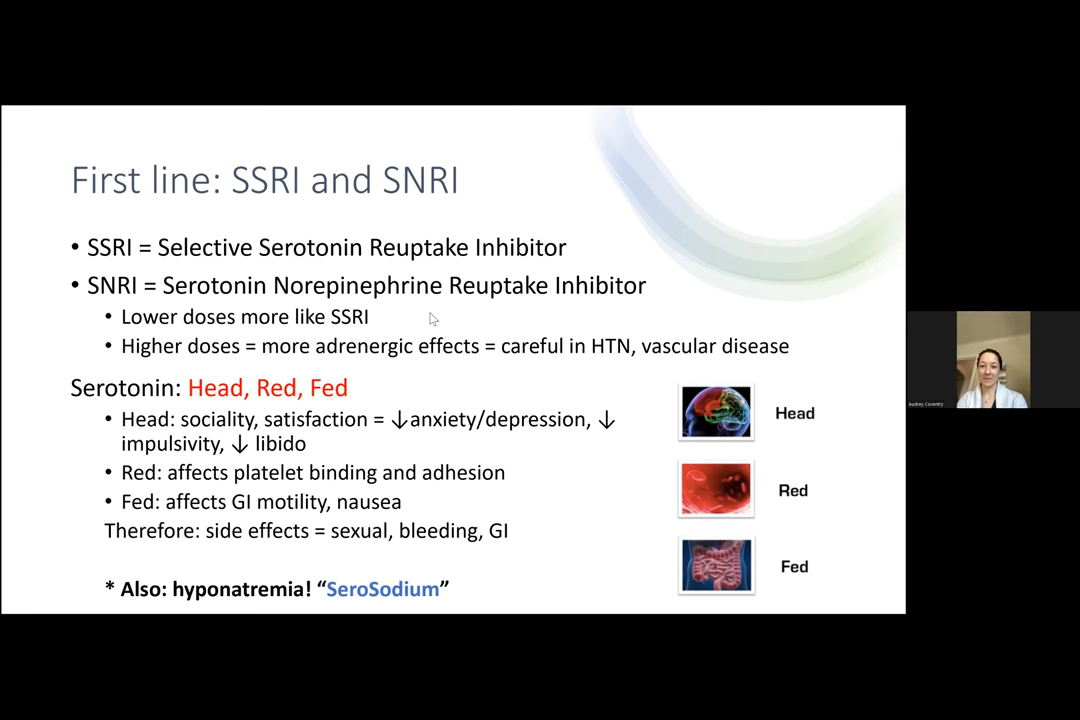 First line: SSRI and SNRI
• SSRI = Selective Serotonin Reuptake Inhibitor
• SNRI = Serotonin Norepinephrine Reuptake Inhibitor
• Lower doses more like SSRI
• Higher doses = more adrenergic effects = careful in HTN, vascular disease
Serotonin: Head, Red, Fed
• Head: sociality, satisfaction = ↓anxiety/depression, ↓
impulsivity, ↓ libido
• Red: affects platelet binding and adhesion
• Fed: affects GI motility, nausea
Therefore: side effects = sexual, bleeding, GI
* Also: hyponatremia! “SeroSodium”
Head
Red
Fed
Audrey Coventry